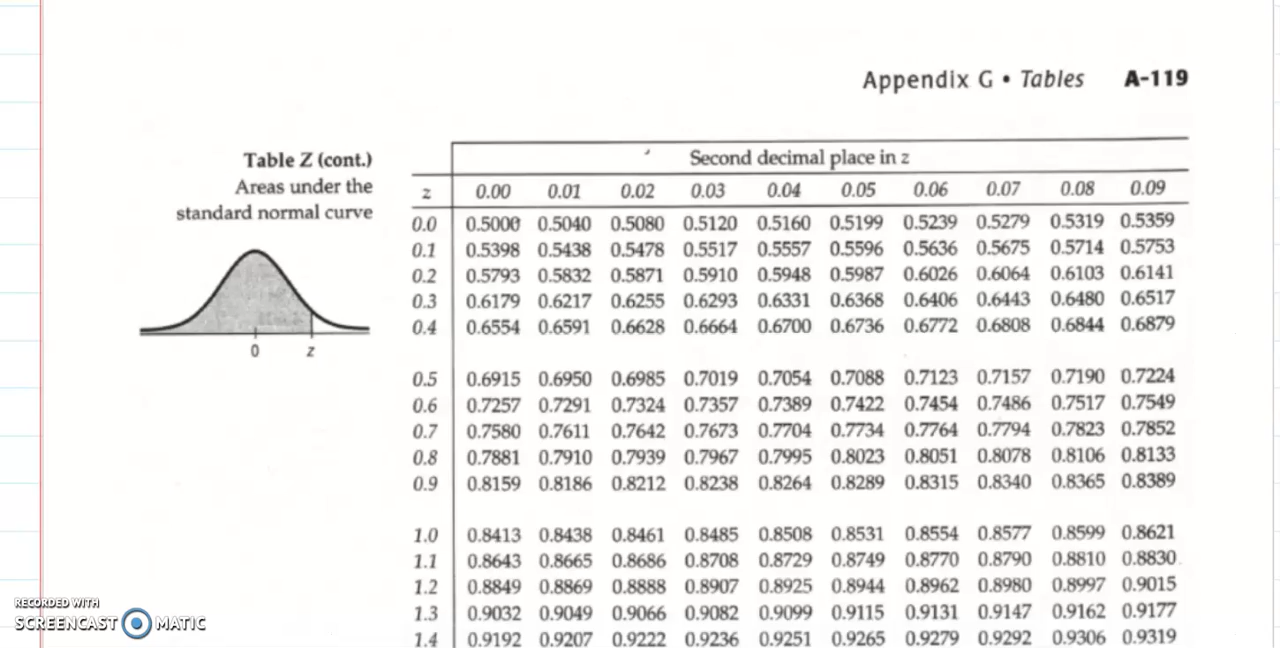 Appendix G • Tables A-119
Table Z (cont.)
Areas under the
standard normal curve
0 z
Second decimal place in z
z 0.00 0.01 0.02 0.03 0.04 0.05 0.06 0.07 0.08 0.09
0.0 0.5000 0.5040 0.5080 0.5120 0.5160 0.5199 0.5239 0.5279 0.5319 0.5359
0.1 0.5398 0.5438 0.5478 0.5517 0.5557 0.5596 0.5636 0.5675 0.5714 0.5753
0.2 0.5793 0.5832 0.5871 0.5910 0.5948 0.5987 0.6026 0.6064 0.6103 0.6141
0.3 0.6179 0.6217 0.6255 0.6293 0.6331 0.6368 0.6406 0.6443 0.6480 0.6517
0.4 0.6554 0.6591 0.6628 0.6664 0.6700 0.6736 0.6772 0.6808 0.6844 0.6879
0.5 0.6915 0.6950 0.6985 0.7019 0.7054 0.7088 0.7123 0.7157 0.7190 0.7224
0.6 0.7257 0.7291 0.7324 0.7357 0.7389 0.7422 0.7454 0.7486 0.7517 0.7549
0.7 0.7580 0.7611 0.7642 0.7673 0.7704 0.7734 0.7764 0.7794 0.7823 0.7852
0.8 0.7881 0.7910 0.7939 0.7967 0.7995 0.8023 0.8051 0.8078 0.8106 0.8133
0.9 0.8159 0.8186 0.8212 0.8238 0.8264 0.8289 0.8315 0.8340 0.8365 0.8389
1.0 0.8413 0.8438 0.8461 0.8485 0.8508 0.8531 0.8554 0.8577 0.8599 0.8621
1.1 0.8643 0.8665 0.8686 0.8708 0.8729 0.8749 0.8770 0.8790 0.8810 0.8830
1.2 0.8849 0.8869 0.8888 0.8907 0.8925 0.8944 0.8962 0.8980 0.8997 0.9015
1.3 0.9032 0.9049 0.9066 0.9082 0.9099 0.9115 0.9131 0.9147 0.9162 0.9177
1.4 0.9192 0.9207 0.9222 0.9236 0.9251 0.9265 0.9279 0.9292 0.9306 0.9319
RECORDED WITH
SCREENCAST MATIC